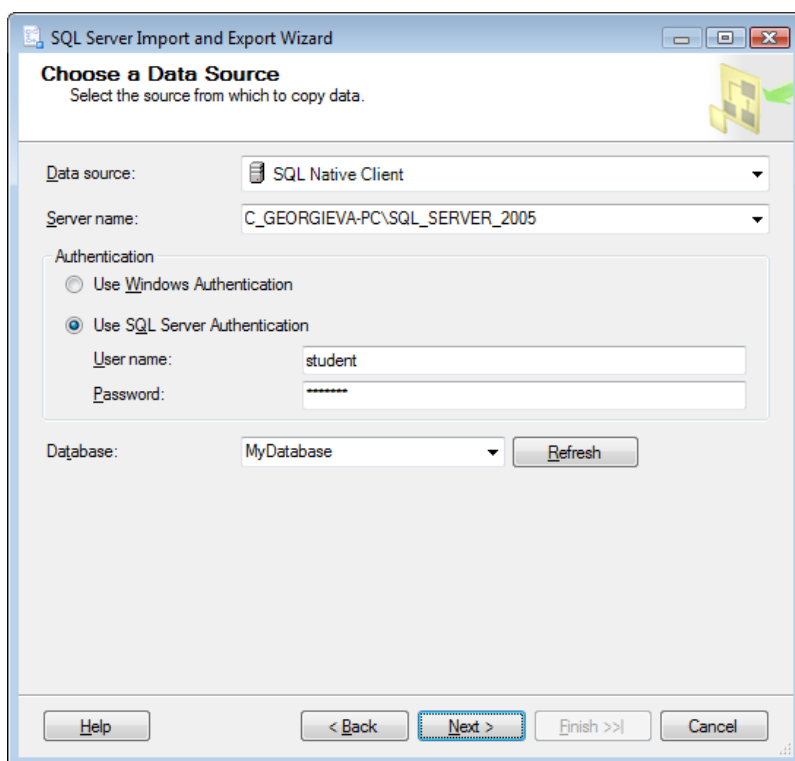 SQL Server Import and Export Wizard
Choose a Data Source
Select the source from which to copy data.
Data source: SQL Native Client
Server name: C_GEORGIEVA-PC\SQL_SERVER_2005
Authentication
Use Windows Authentication
Use SQL Server Authentication
User name: student
Password: *******
Database: MyDatabase Refresh
Help < Back Next > Finish >>| Cancel